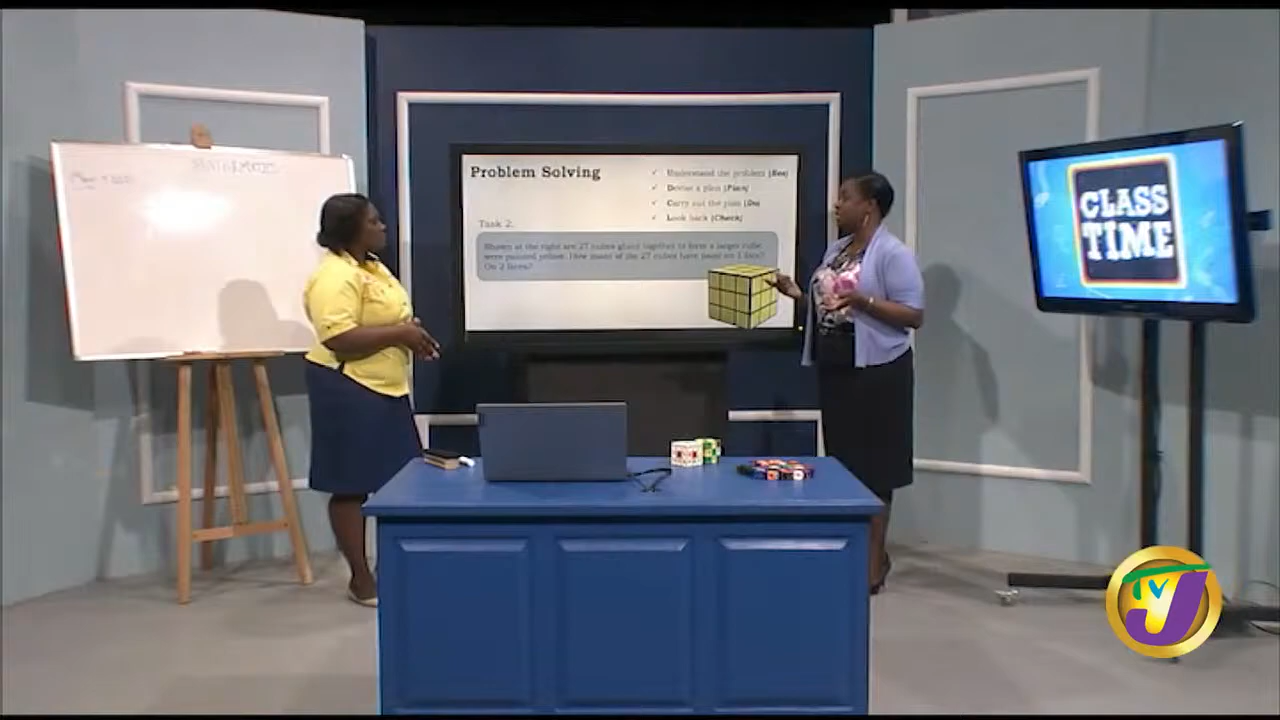 Problem Solving
✓ Understand the problem (See)
✓ Devise a plan (Plan)
✓ Carry out the plan (Do)
✓ Look back (Check)
Task 2.
Shown at the right are 27 cubes glued together to form a larger cube
were painted yellow. How many of the 27 cubes have paint on 1 face?
On 2 faces?
CLASS
TIME
TVJ